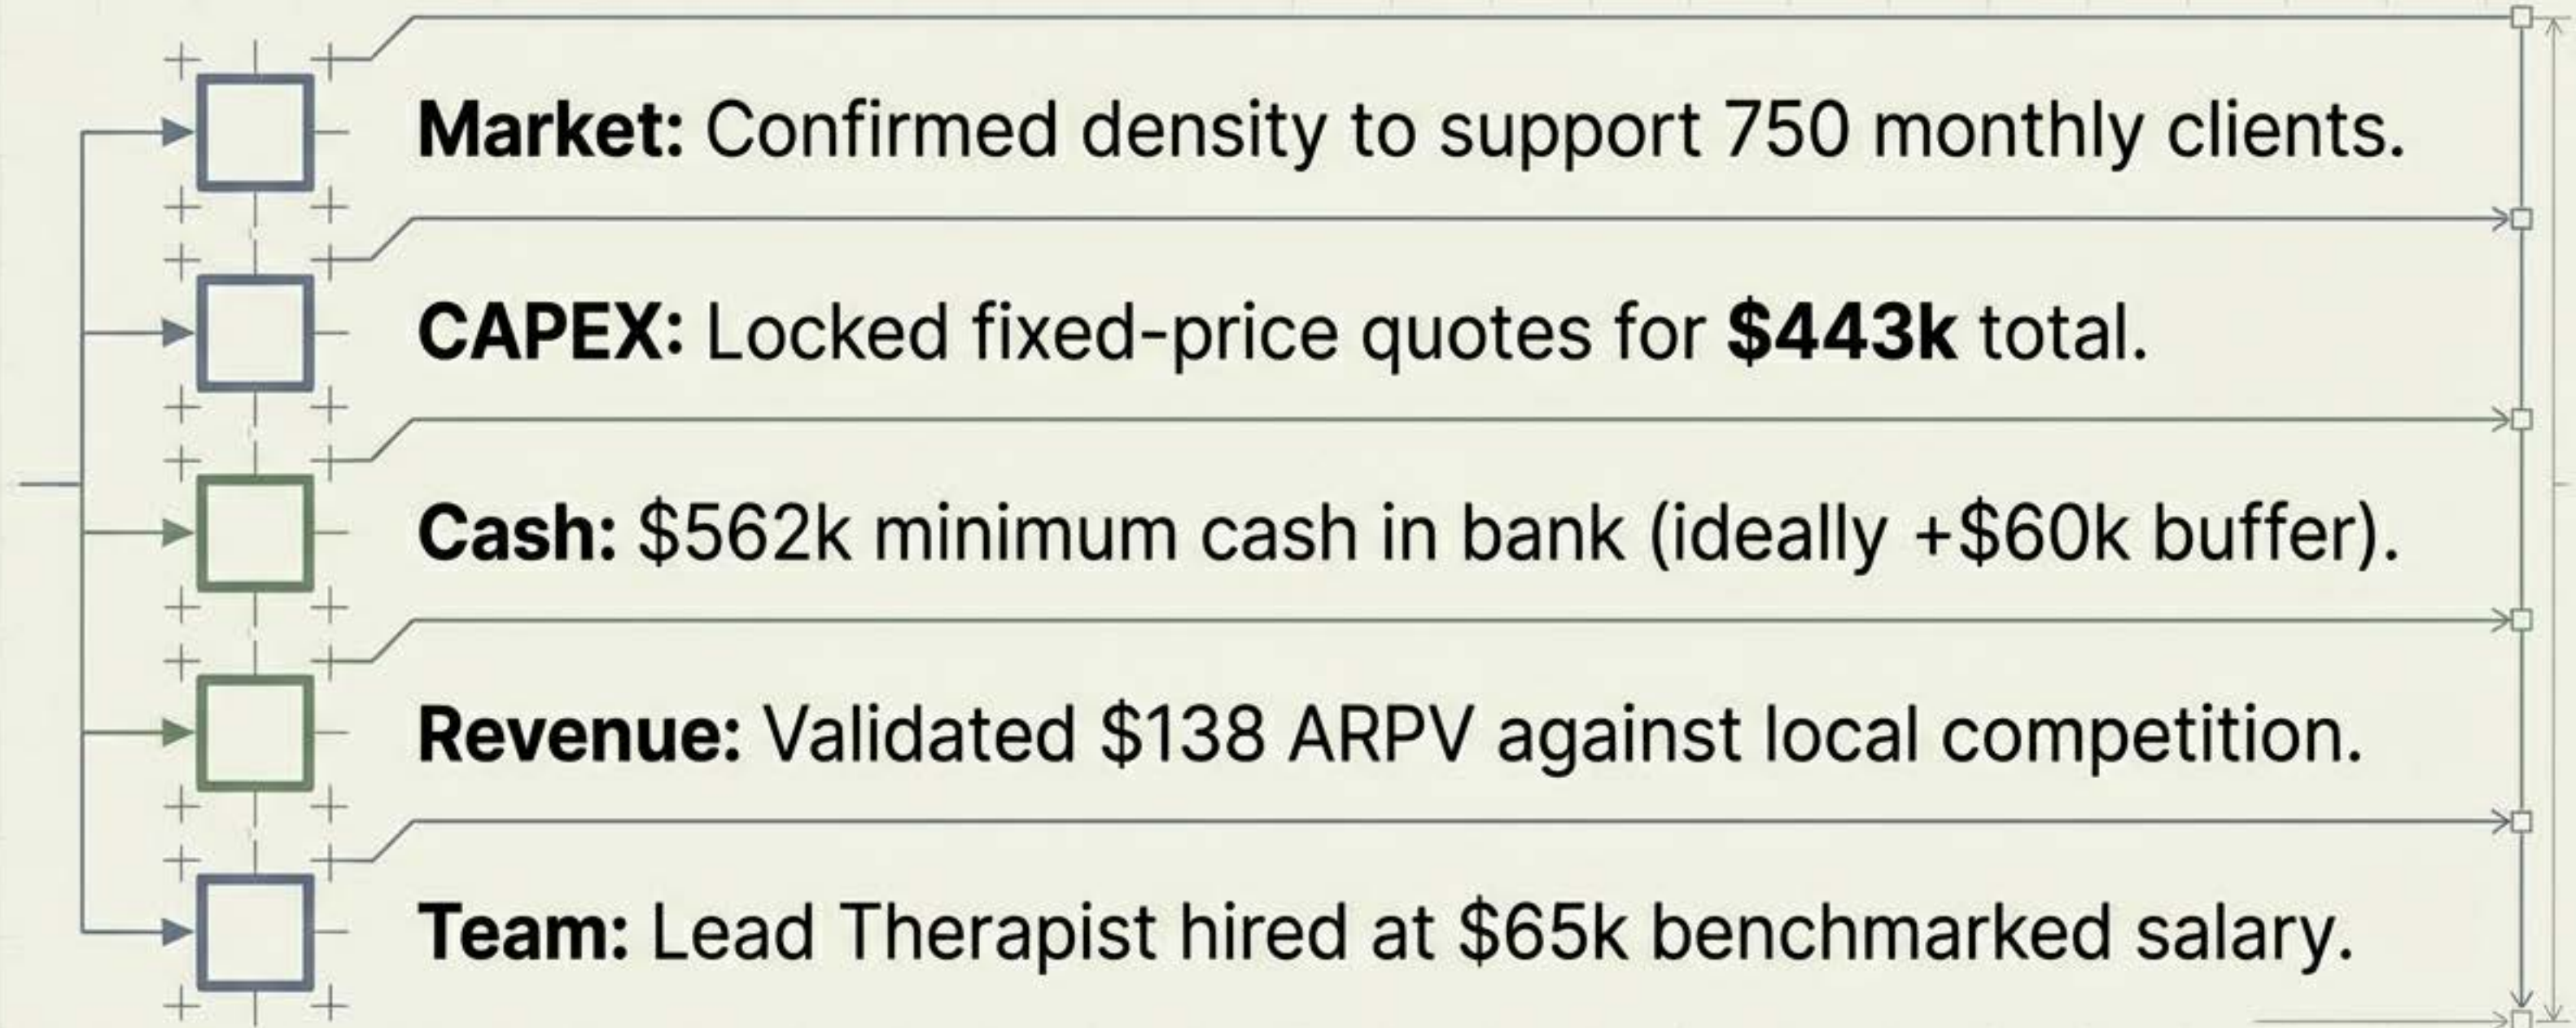 Market: Confirmed density to support 750 monthly clients.
CAPEX: Locked fixed-price quotes for $443k total.
Cash: $562k minimum cash in bank (ideally +$60k buffer).
Revenue: Validated $138 ARPV against local competition.
Team: Lead Therapist hired at $65k benchmarked salary.